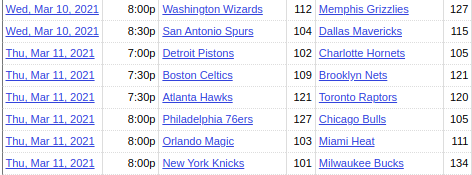 Wed, Mar 10, 2021 8:00p Washington Wizards 112 Memphis Grizzlies 127
Wed, Mar 10, 2021 8:30p San Antonio Spurs 104 Dallas Mavericks 115
Thu, Mar 11, 2021 7:00p Detroit Pistons 102 Charlotte Hornets 105
Thu, Mar 11, 2021 7:30p Boston Celtics 109 Brooklyn Nets 121
Thu, Mar 11, 2021 7:30p Atlanta Hawks 121 Toronto Raptors 120
Thu, Mar 11, 2021 8:00p Philadelphia 76ers 127 Chicago Bulls 105
Thu, Mar 11, 2021 8:00p Orlando Magic 103 Miami Heat 111
Thu, Mar 11, 2021 8:00p New York Knicks 101 Milwaukee Bucks 134